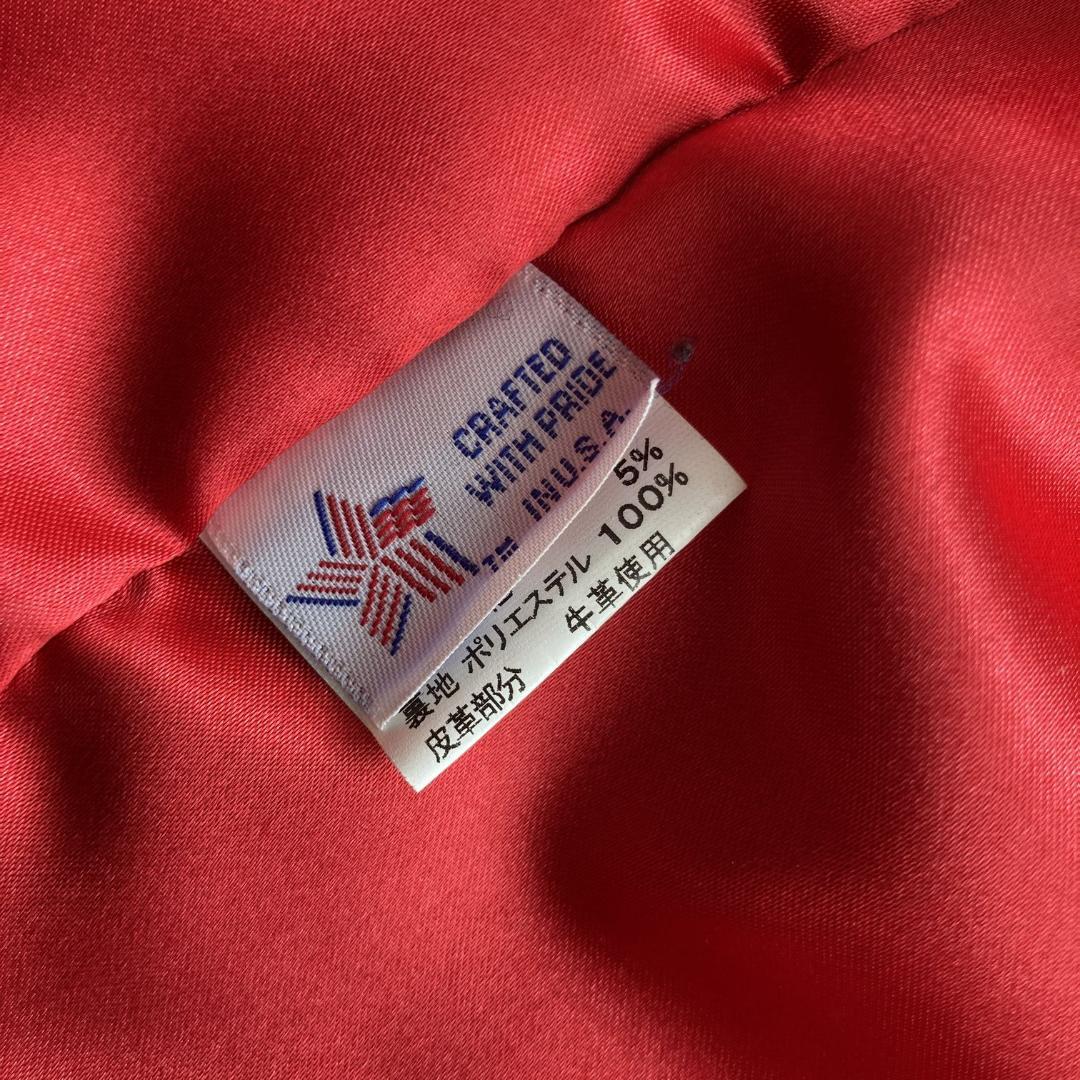 CRAFTED
WITH PRIDE
IN U.S.A.
TM
5%
裏地 ポリエステル 100%
皮革部分 牛革使用